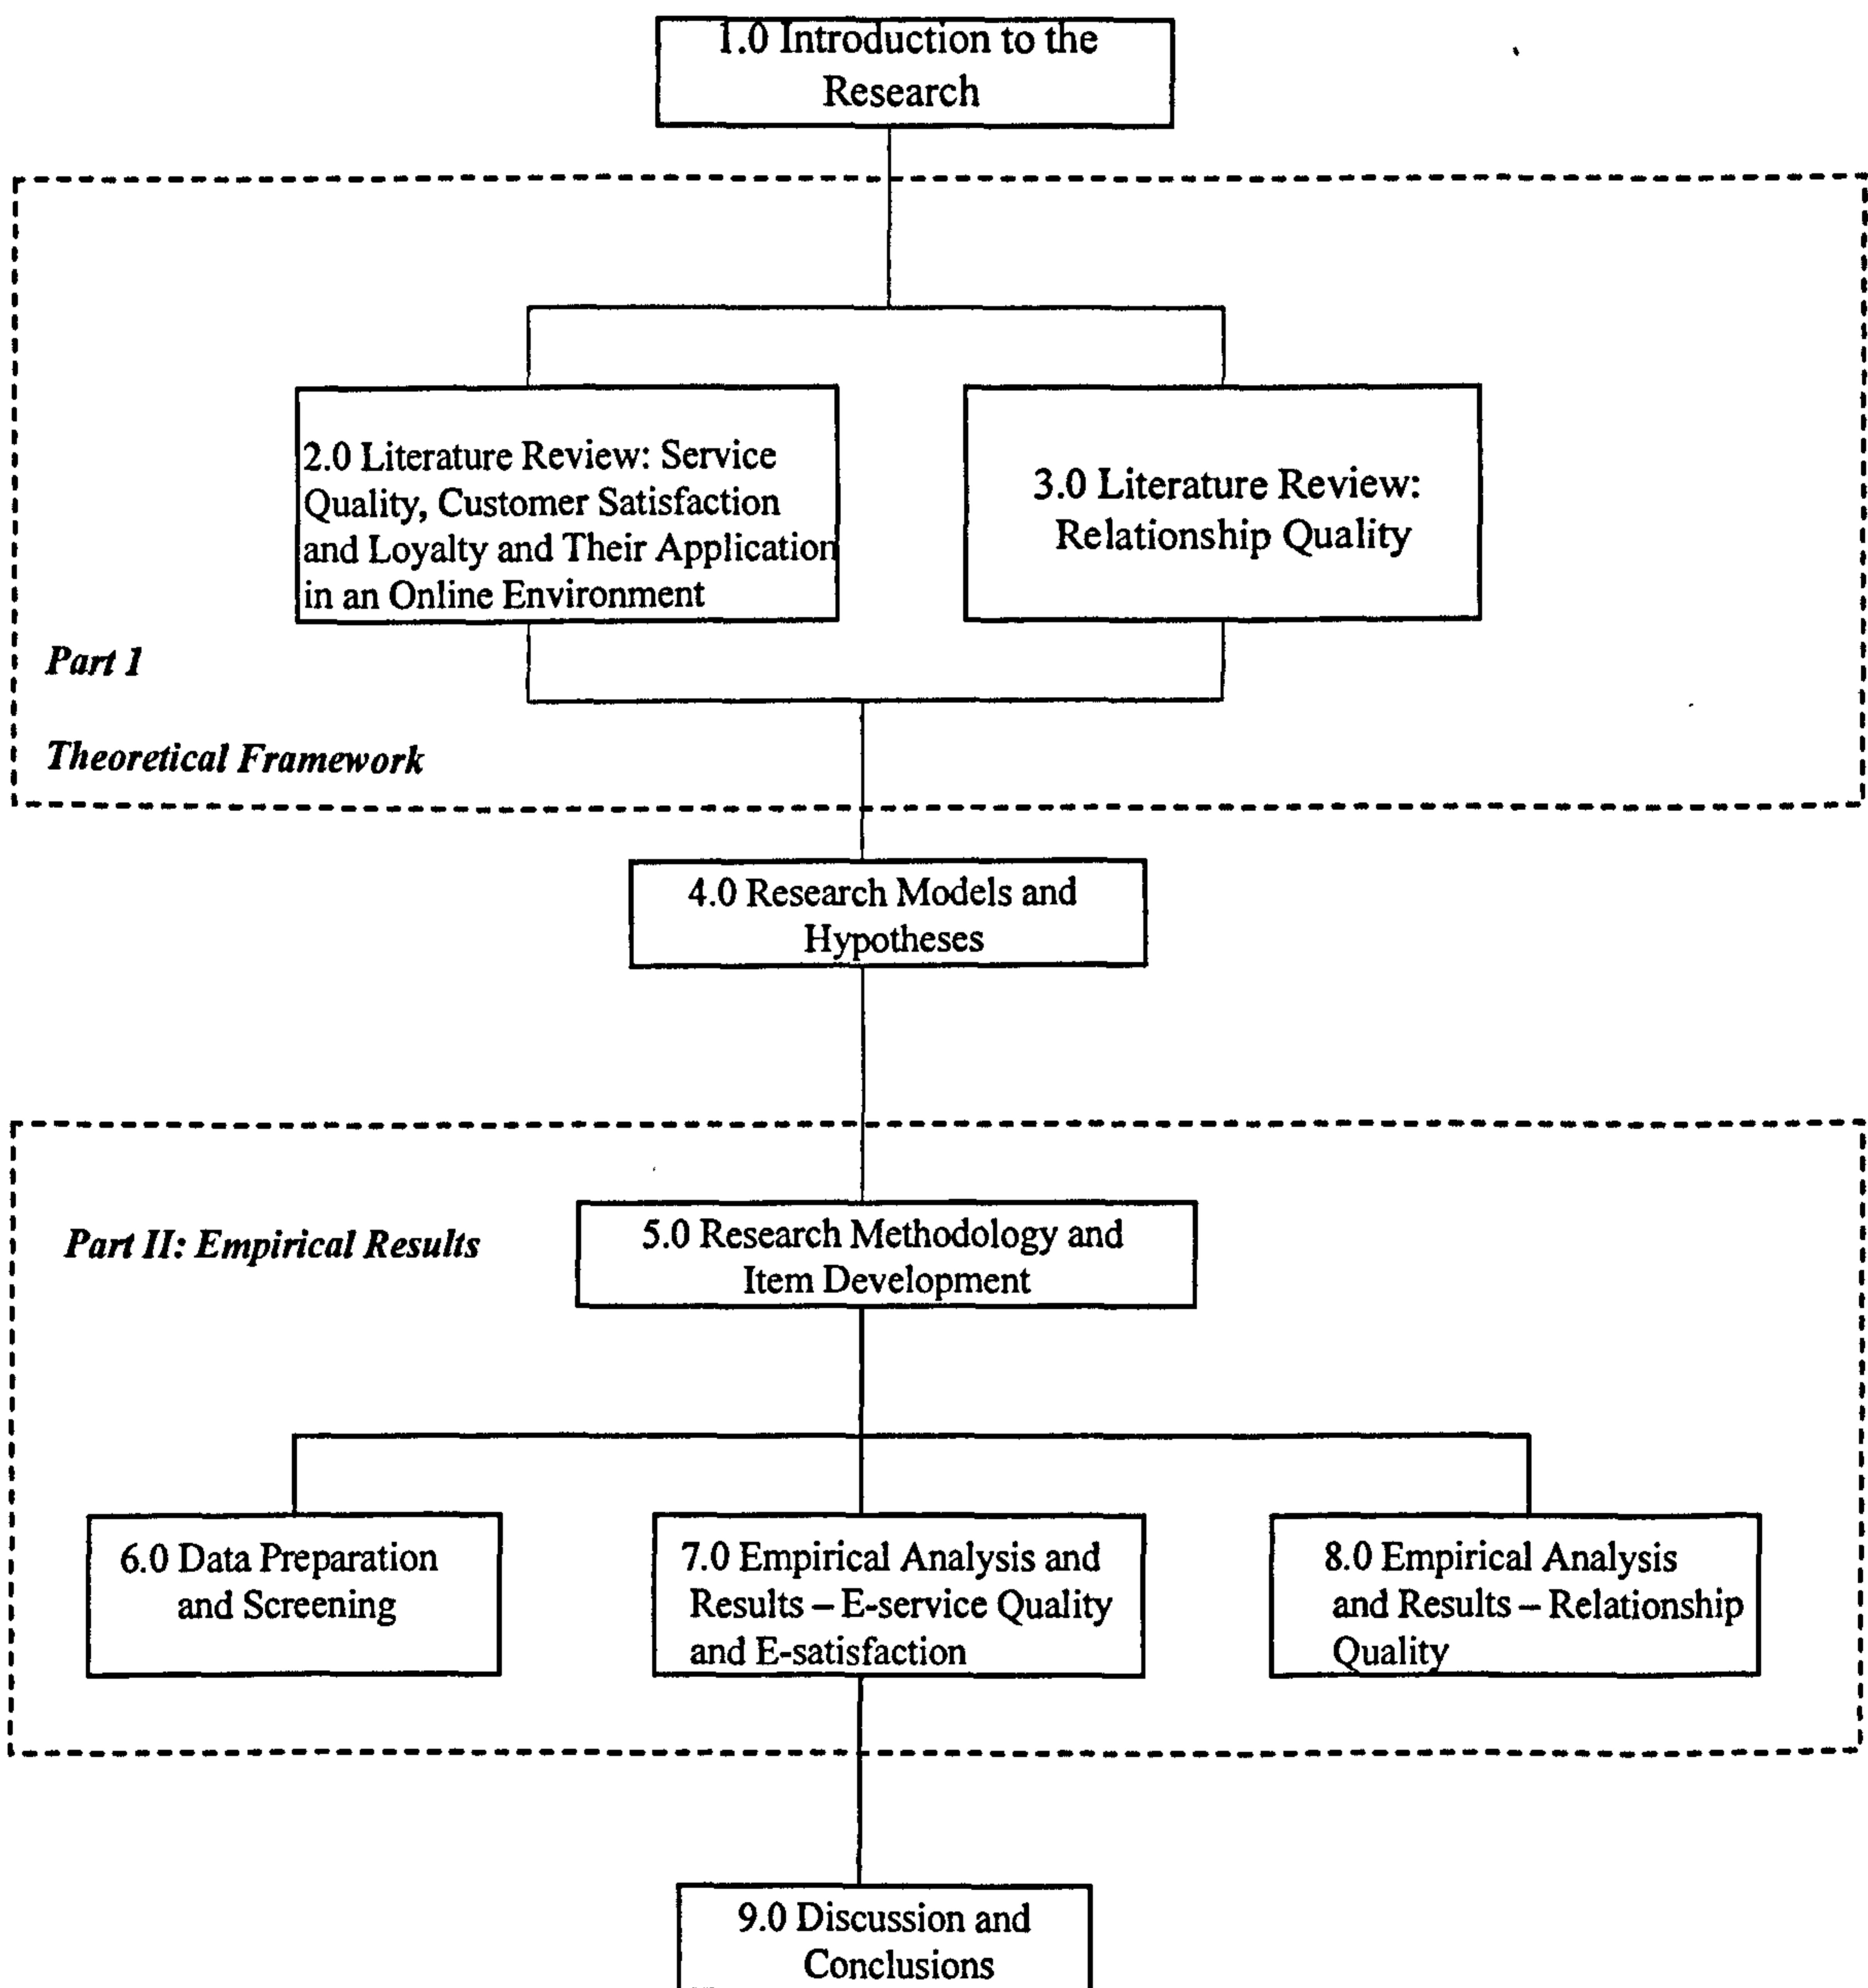 1.0 Introduction to the
Research
2.0 Literature Review: Service
Quality, Customer Satisfaction
and Loyalty and Their Application
in an Online Environment
3.0 Literature Review:
Relationship Quality
Part 1
Theoretical Framework
4.0 Research Models and
Hypotheses
Part II: Empirical Results
5.0 Research Methodology and
Item Development
6.0 Data Preparation
and Screening
7.0 Empirical Analysis and
Results – E-service Quality
and E-satisfaction
8.0 Empirical Analysis
and Results – Relationship
Quality
9.0 Discussion and
Conclusions